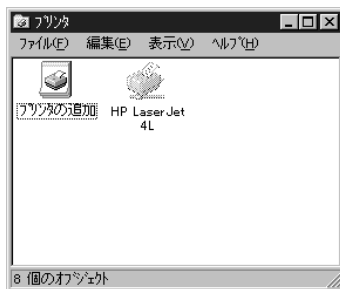 プリンタ
ファイル(F) 編集(E) 表示(V) ヘルプ(H)
プリンタの追加
HP LaserJet
4L
8 個のオブジェクト